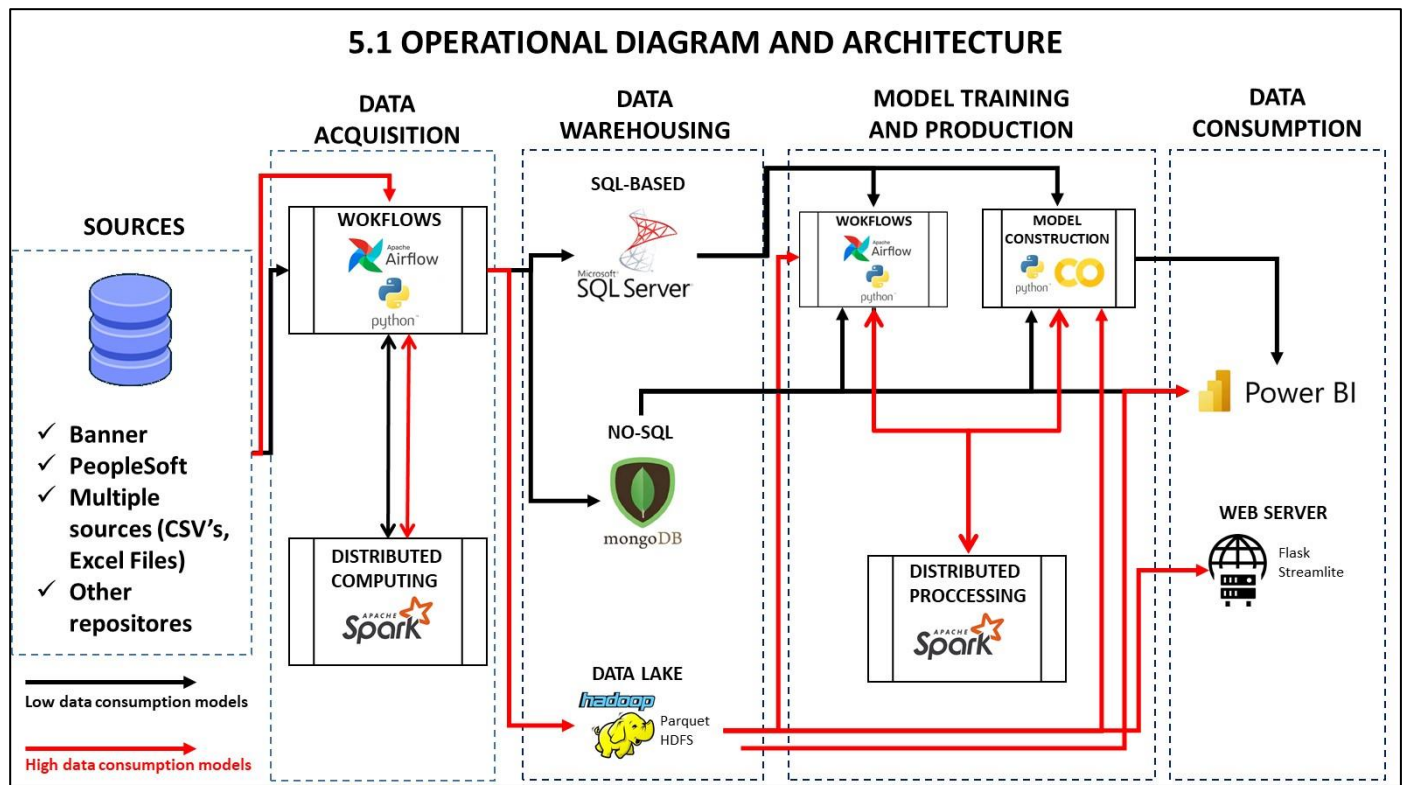 5.1 OPERATIONAL DIAGRAM AND ARCHITECTURE
SOURCES
✓ Banner
✓ PeopleSoft
✓ Multiple
sources (CSV's,
Excel Files)
✓ Other
repositores
Low data consumption models
High data consumption models
DATA
ACQUISITION
WOKFLOWS
Apache
Airflow
python™
DISTRIBUTED
COMPUTING
APACHE
Spark
DATA
WAREHOUSING
SQL-BASED
Microsoft®
SQL Server®
NO-SQL
mongoDB
DATA LAKE
hadoop
Parquet
HDFS
MODEL TRAINING
AND PRODUCTION
WOKFLOWS
Apache
Airflow
python™
MODEL
CONSTRUCTION
python™
CO
DISTRIBUTED
PROCCESSING
APACHE
Spark
DATA
CONSUMPTION
Power BI
WEB SERVER
Flask
Streamlite